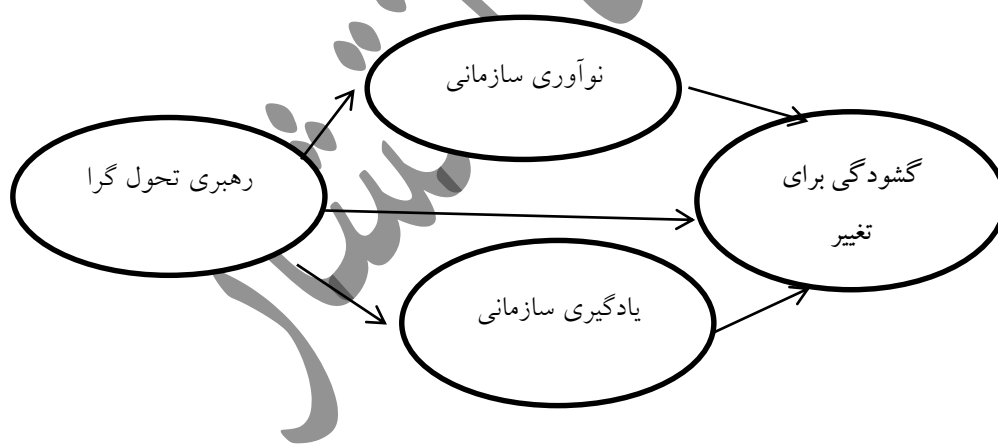 نوآوری سازمانی
رهبری تحول گرا
گشودگی برای
تغییر
یادگیری سازمانی